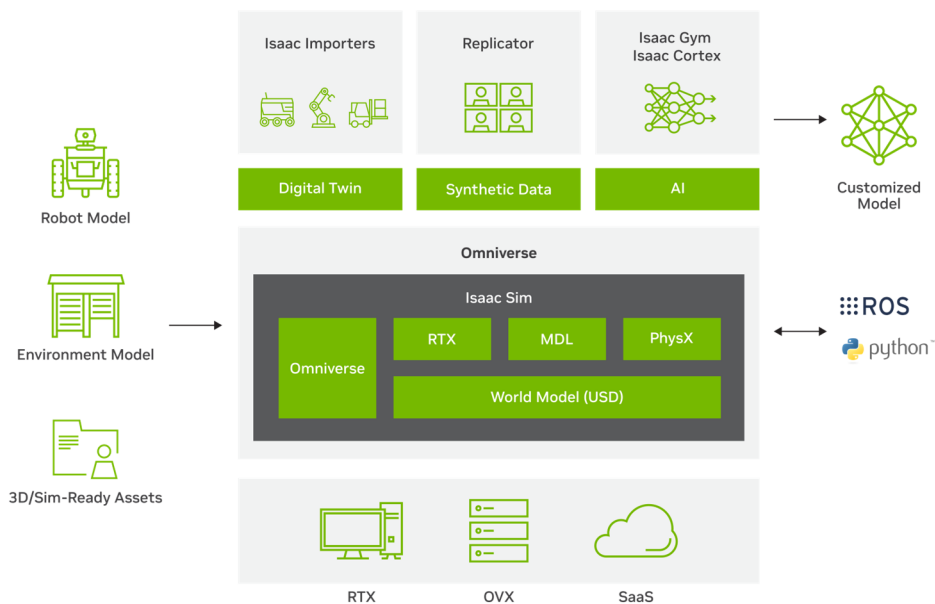 Isaac Importers
Replicator
Isaac Gym
Isaac Cortex
Digital Twin
Synthetic Data
AI
Robot Model
Environment Model
3D/Sim-Ready Assets
Omniverse
Isaac Sim
Omniverse
RTX
MDL
PhysX
World Model (USD)
RTX
OVX
SaaS
Customized
Model
ROS
python™